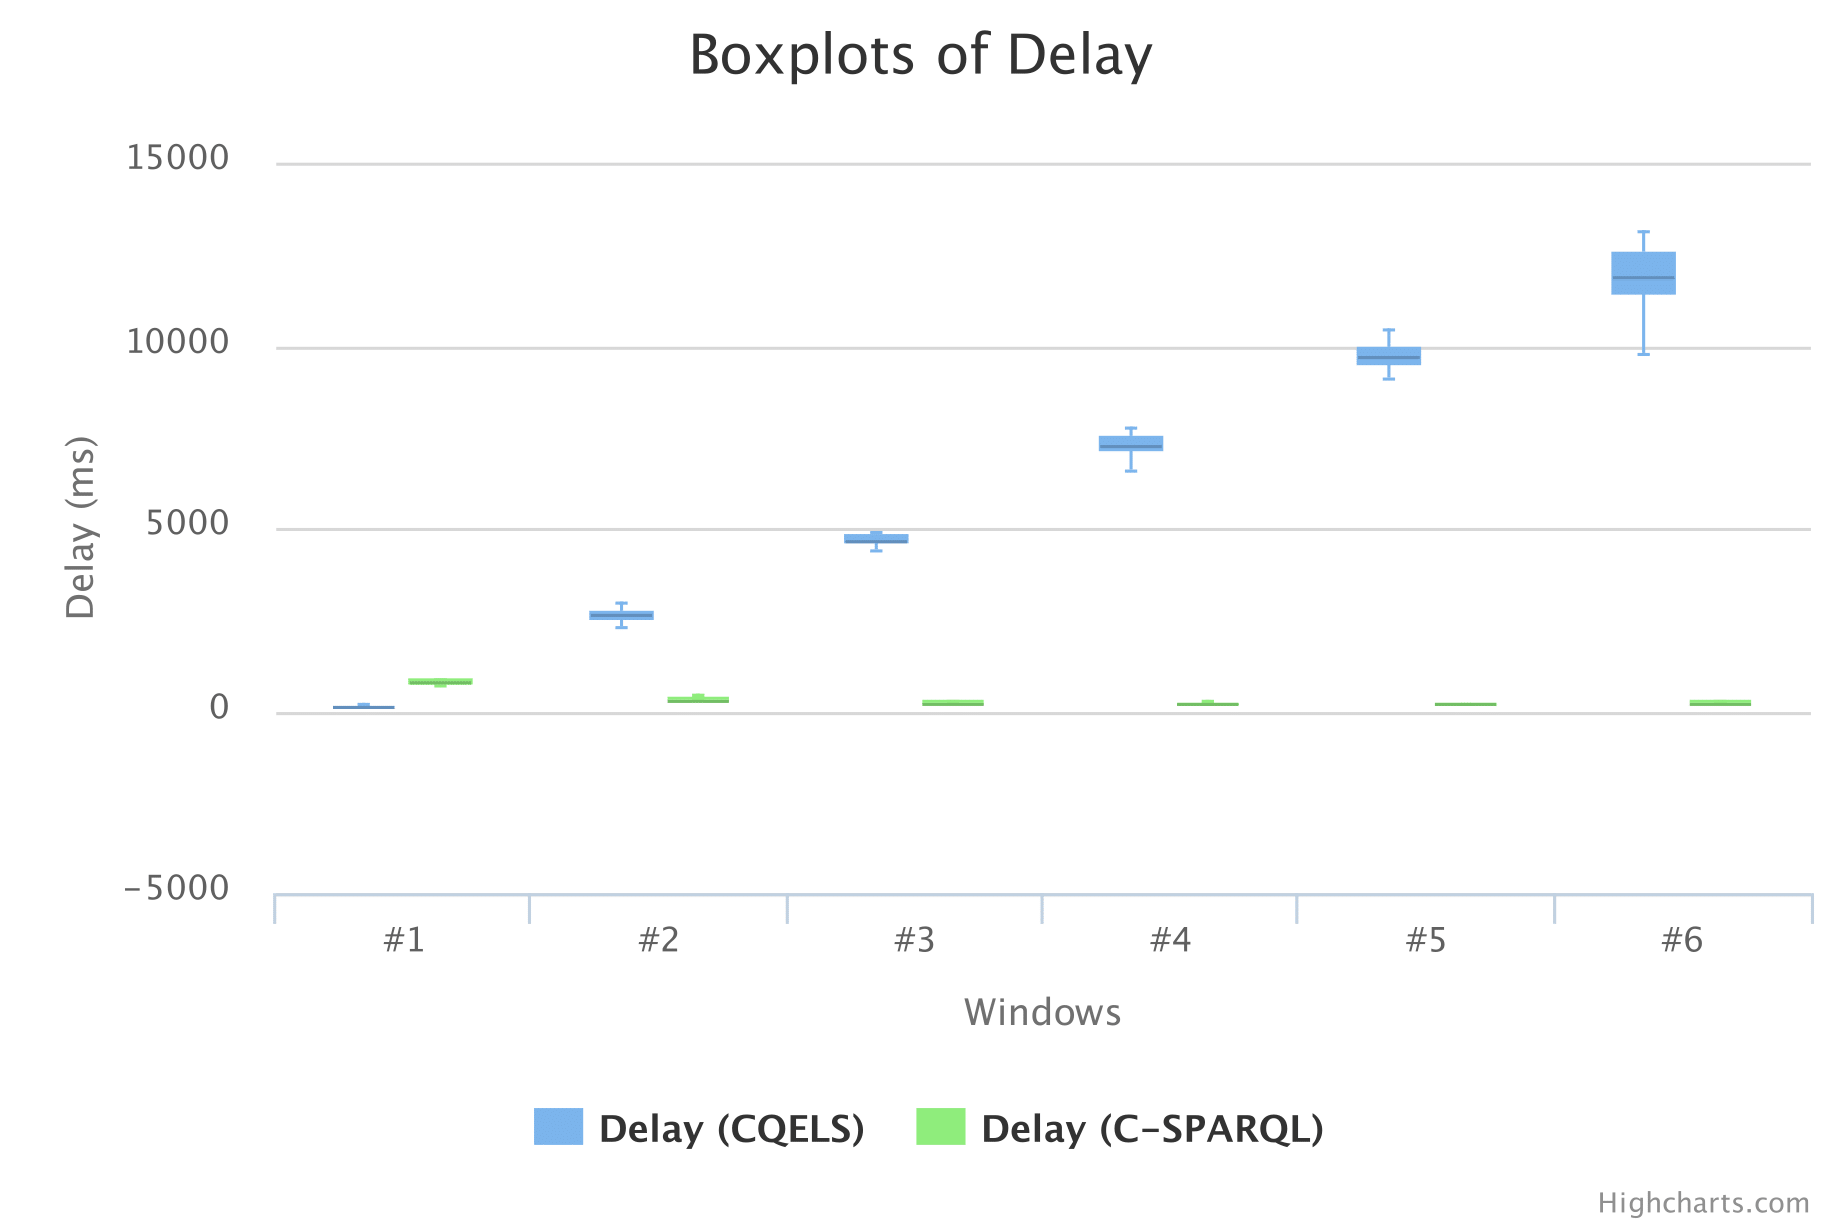 Boxplots of Delay
15000
10000
5000
0
-5000
Delay (ms)
#1 #2 #3 #4 #5 #6
Windows
Delay (CQELS) Delay (C-SPARQL)
Highcharts.com